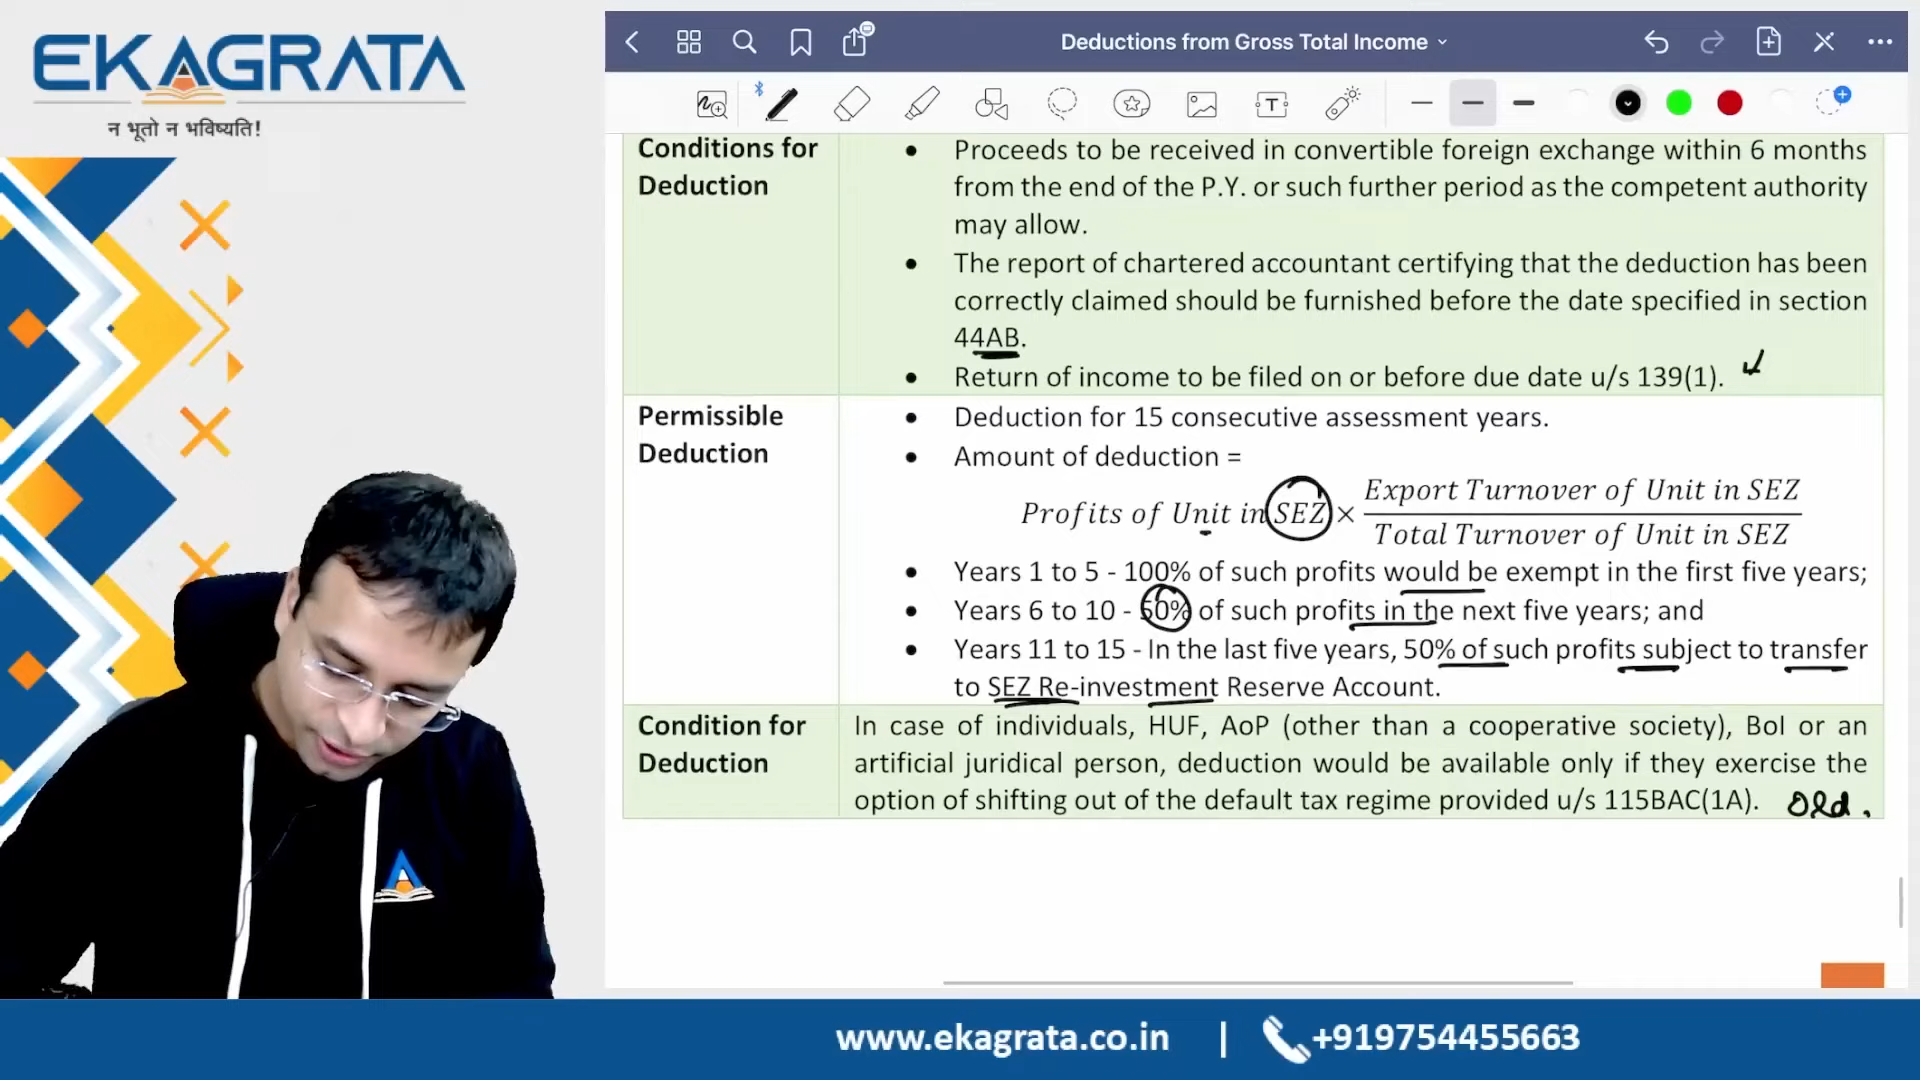 EKAGRATA
न भूतो न भविष्यति!
Deductions from Gross Total Income
Conditions for
Deduction
• Proceeds to be received in convertible foreign exchange within 6 months
from the end of the P.Y. or such further period as the competent authority
may allow.
• The report of chartered accountant certifying that the deduction has been
correctly claimed should be furnished before the date specified in section
44AB.
• Return of income to be filed on or before due date u/s 139(1).
Permissible
Deduction
• Deduction for 15 consecutive assessment years.
• Amount of deduction =
Profits of Unit in SEZ × Export Turnover of Unit in SEZ
Total Turnover of Unit in SEZ
• Years 1 to 5 - 100% of such profits would be exempt in the first five years;
• Years 6 to 10 - 50% of such profits in the next five years; and
• Years 11 to 15 - In the last five years, 50% of such profits subject to transfer
to SEZ Re-investment Reserve Account.
Condition for
Deduction
In case of individuals, HUF, AoP (other than a cooperative society), BoI or an
artificial juridical person, deduction would be available only if they exercise the
option of shifting out of the default tax regime provided u/s 115BAC(1A). Old.
www.ekagrata.co.in | +919754455663